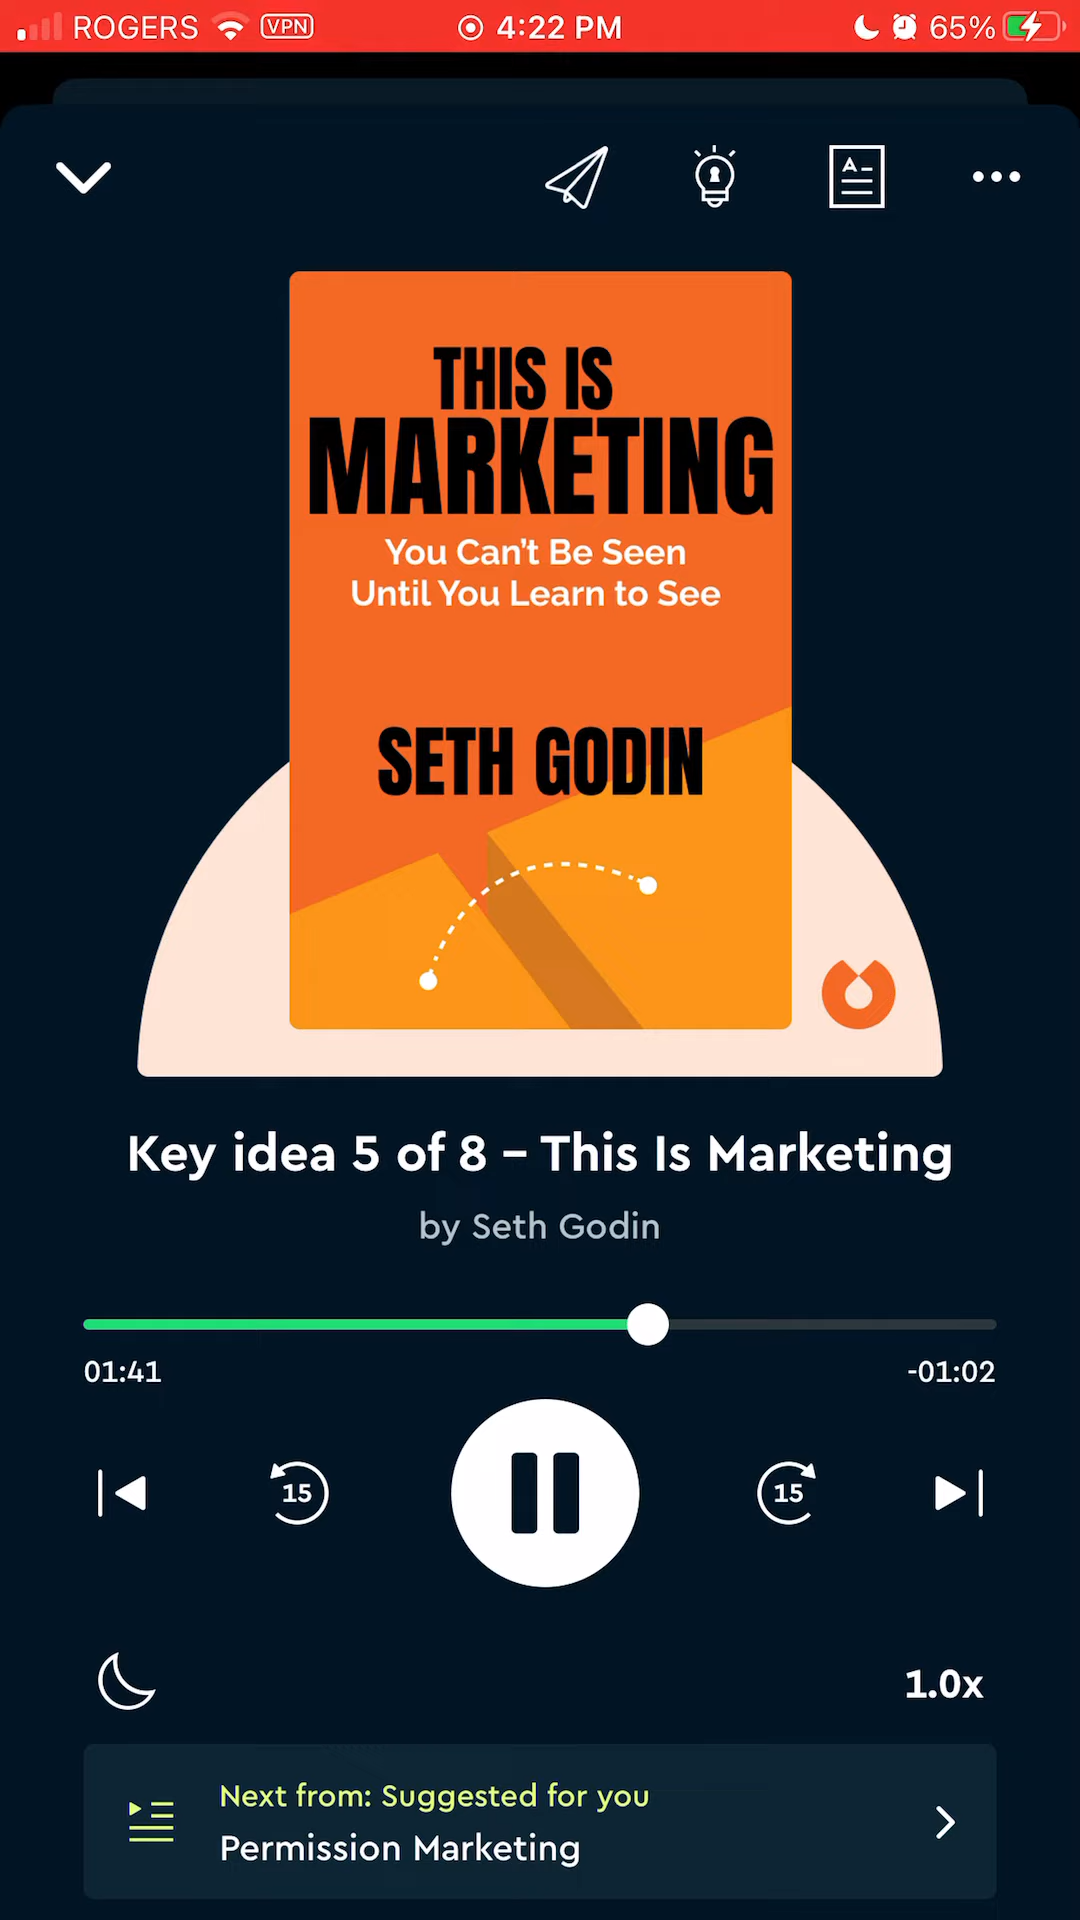 ROGERS VPN 4:22 PM 65%
A
THIS IS
MARKETING
You Can't Be Seen
Until You Learn to See
SETH GODIN
Key idea 5 of 8 – This Is Marketing
by Seth Godin
01:41 -01:02
15 15
1.0x
Next from: Suggested for you
Permission Marketing